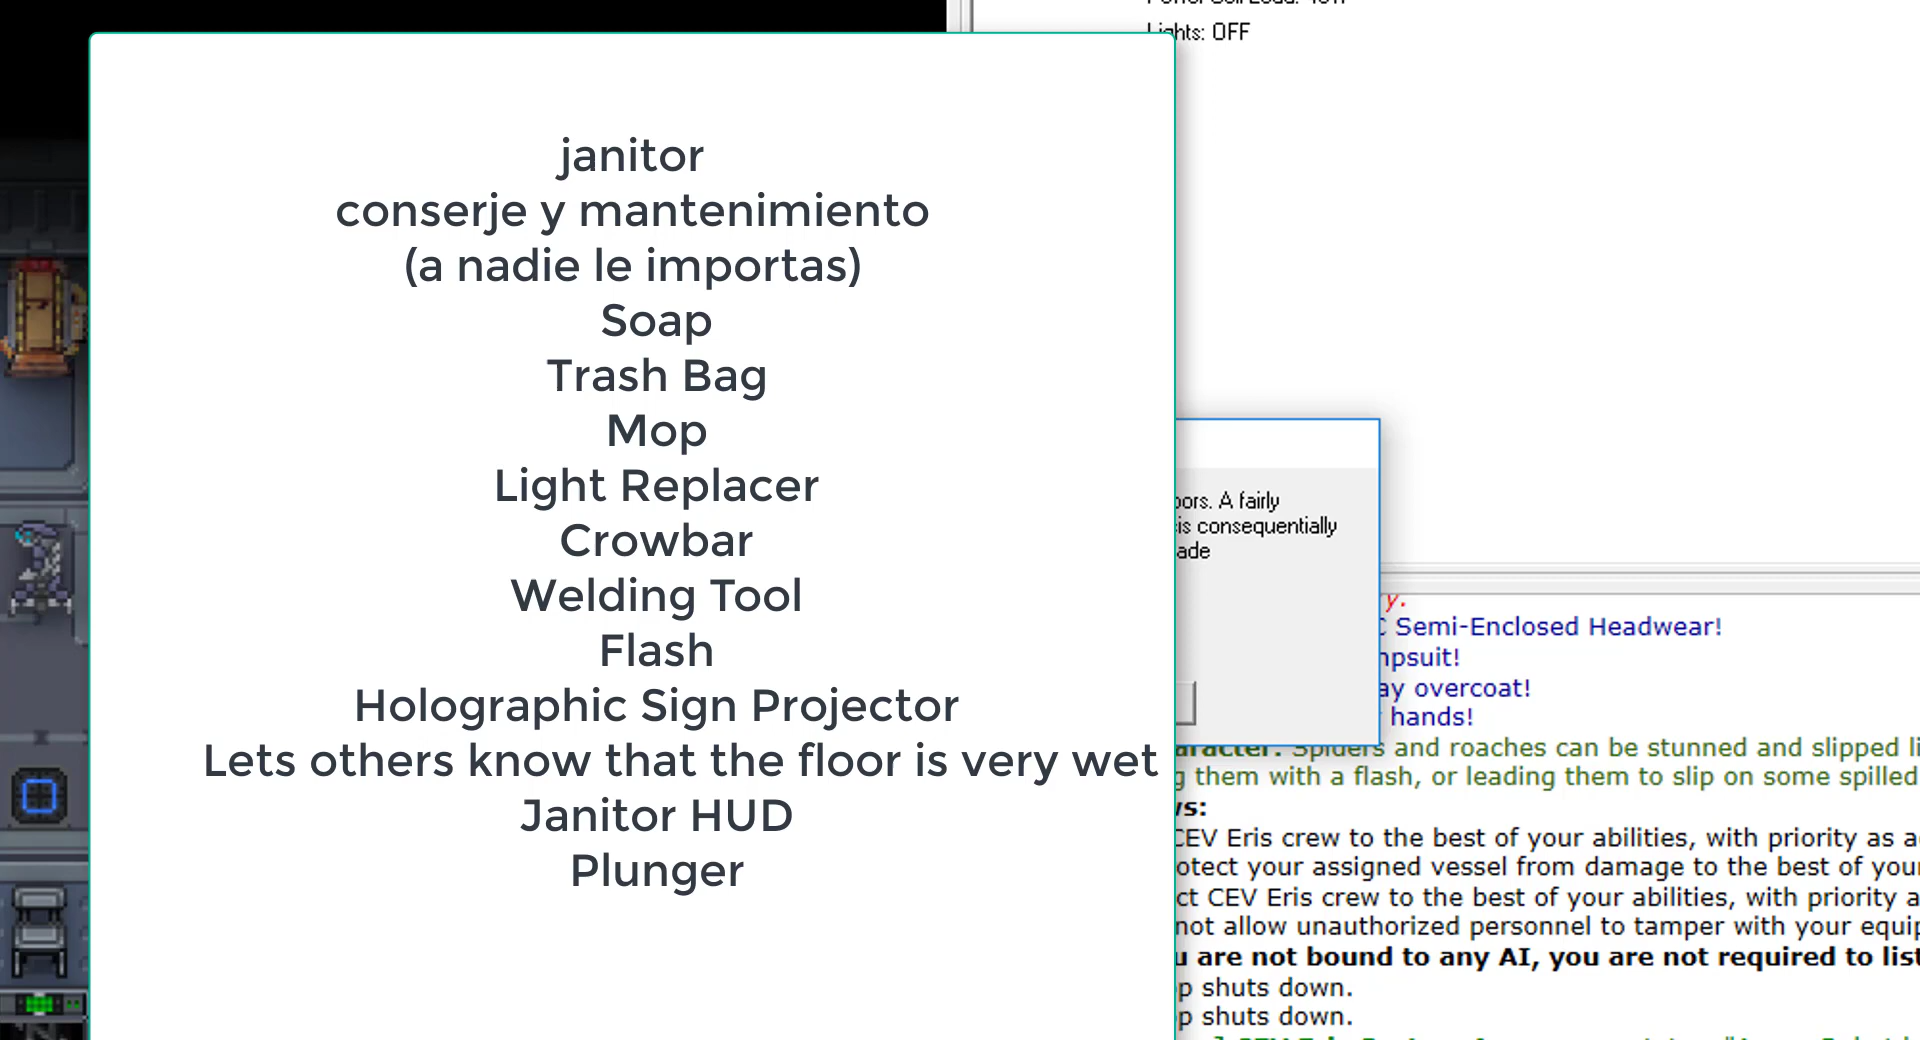 Lights: OFF
janitor
conserje y mantenimiento
(a nadie le importas)
Soap
Trash Bag
Mop
Light Replacer
Crowbar
Welding Tool
Flash
Holographic Sign Projector
Lets others know that the floor is very wet
Janitor HUD
Plunger
A fairly
is consequentially
y.
Semi-Enclosed Headwear!
overcoat!
hands!
Spiders and roaches can be stunned and slipped
them with a flash, or leading them to slip on some spilled
CEV Eris crew to the best of your abilities, with priority as
your assigned vessel from damage to the best of
CEV Eris crew to the best of your abilities, with priority
not allow unauthorized personnel to tamper with your
are not bound to any AI, you are not required to
shuts down.
shuts down.